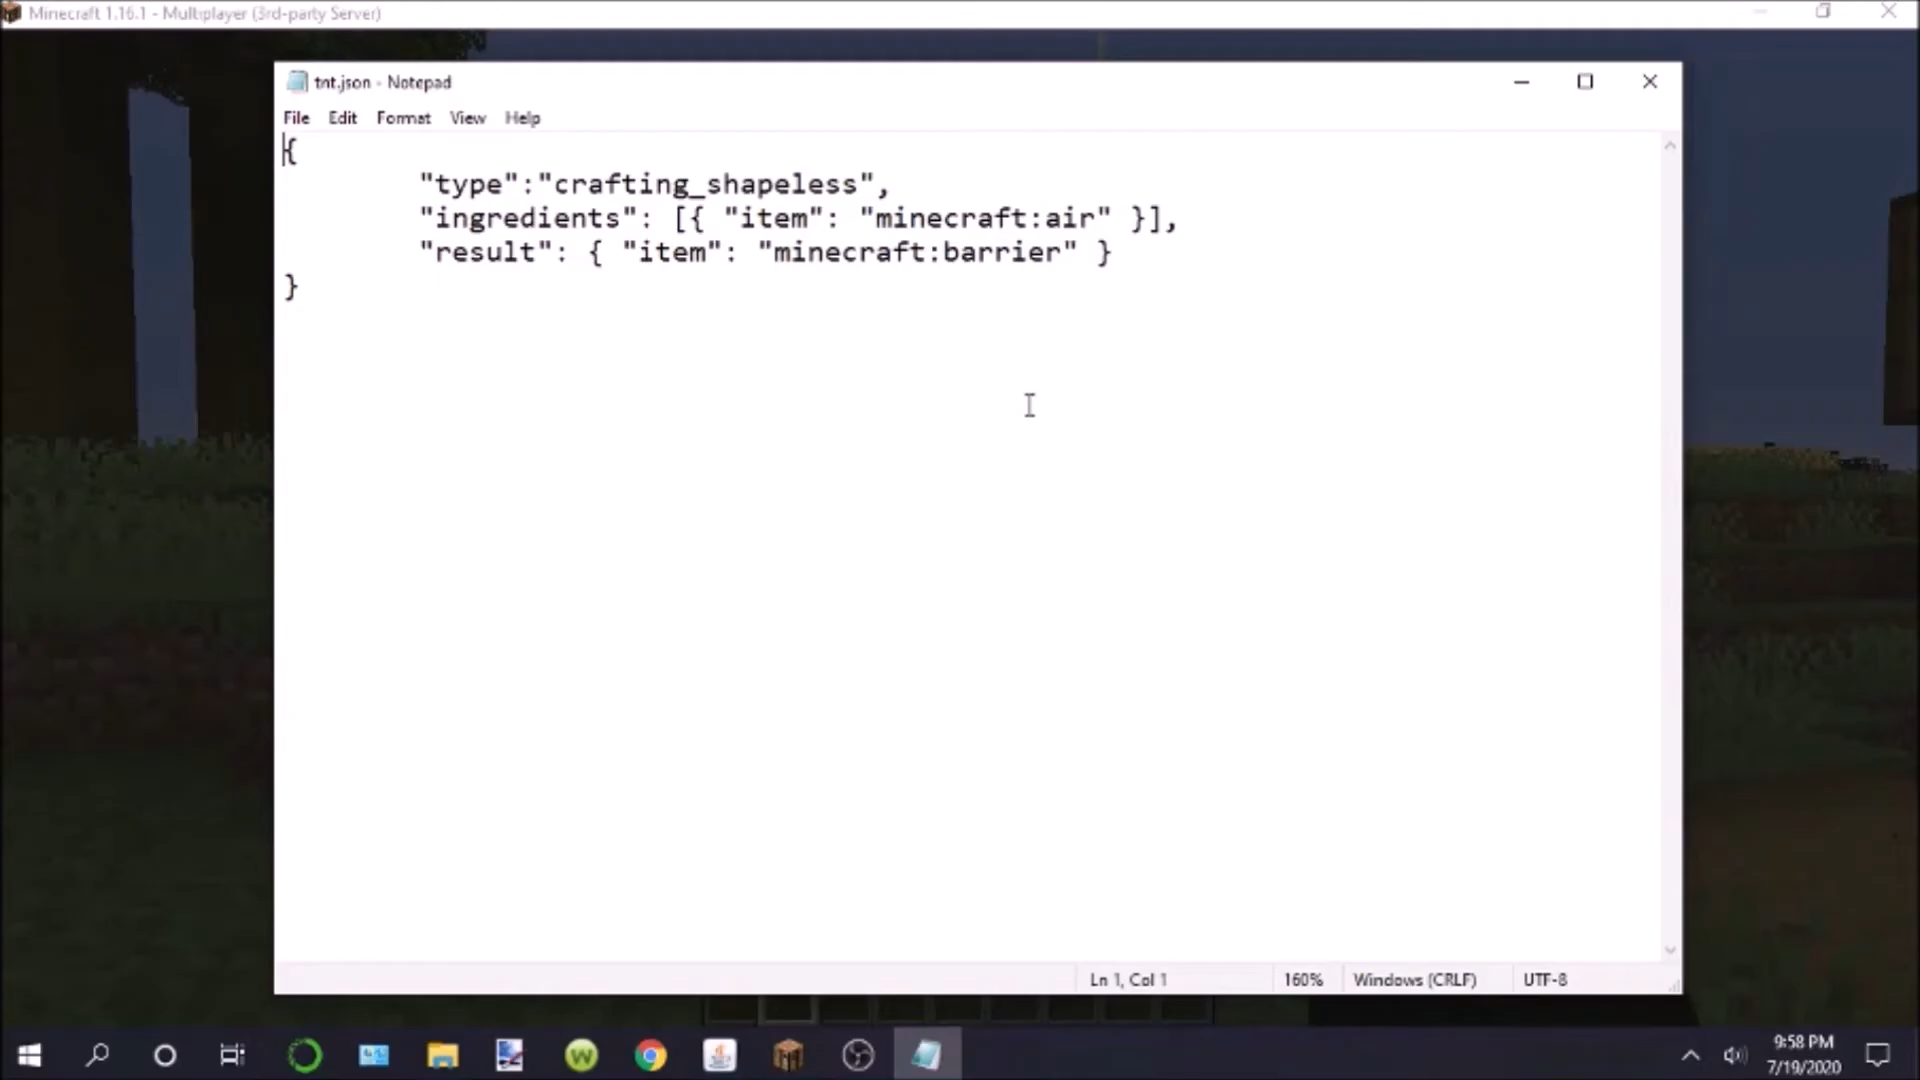 Minecraft 1.16.1 - Multiplayer (3rd-party Server)
tnt.json - Notepad
File Edit Format View Help
{
"type":"crafting_shapeless",
"ingredients": [{ "item": "minecraft:air" }],
"result": { "item": "minecraft:barrier" }
}
Ln 1, Col 1 160% Windows (CRLF) UTF-8
W
9:58 PM
7/19/2020